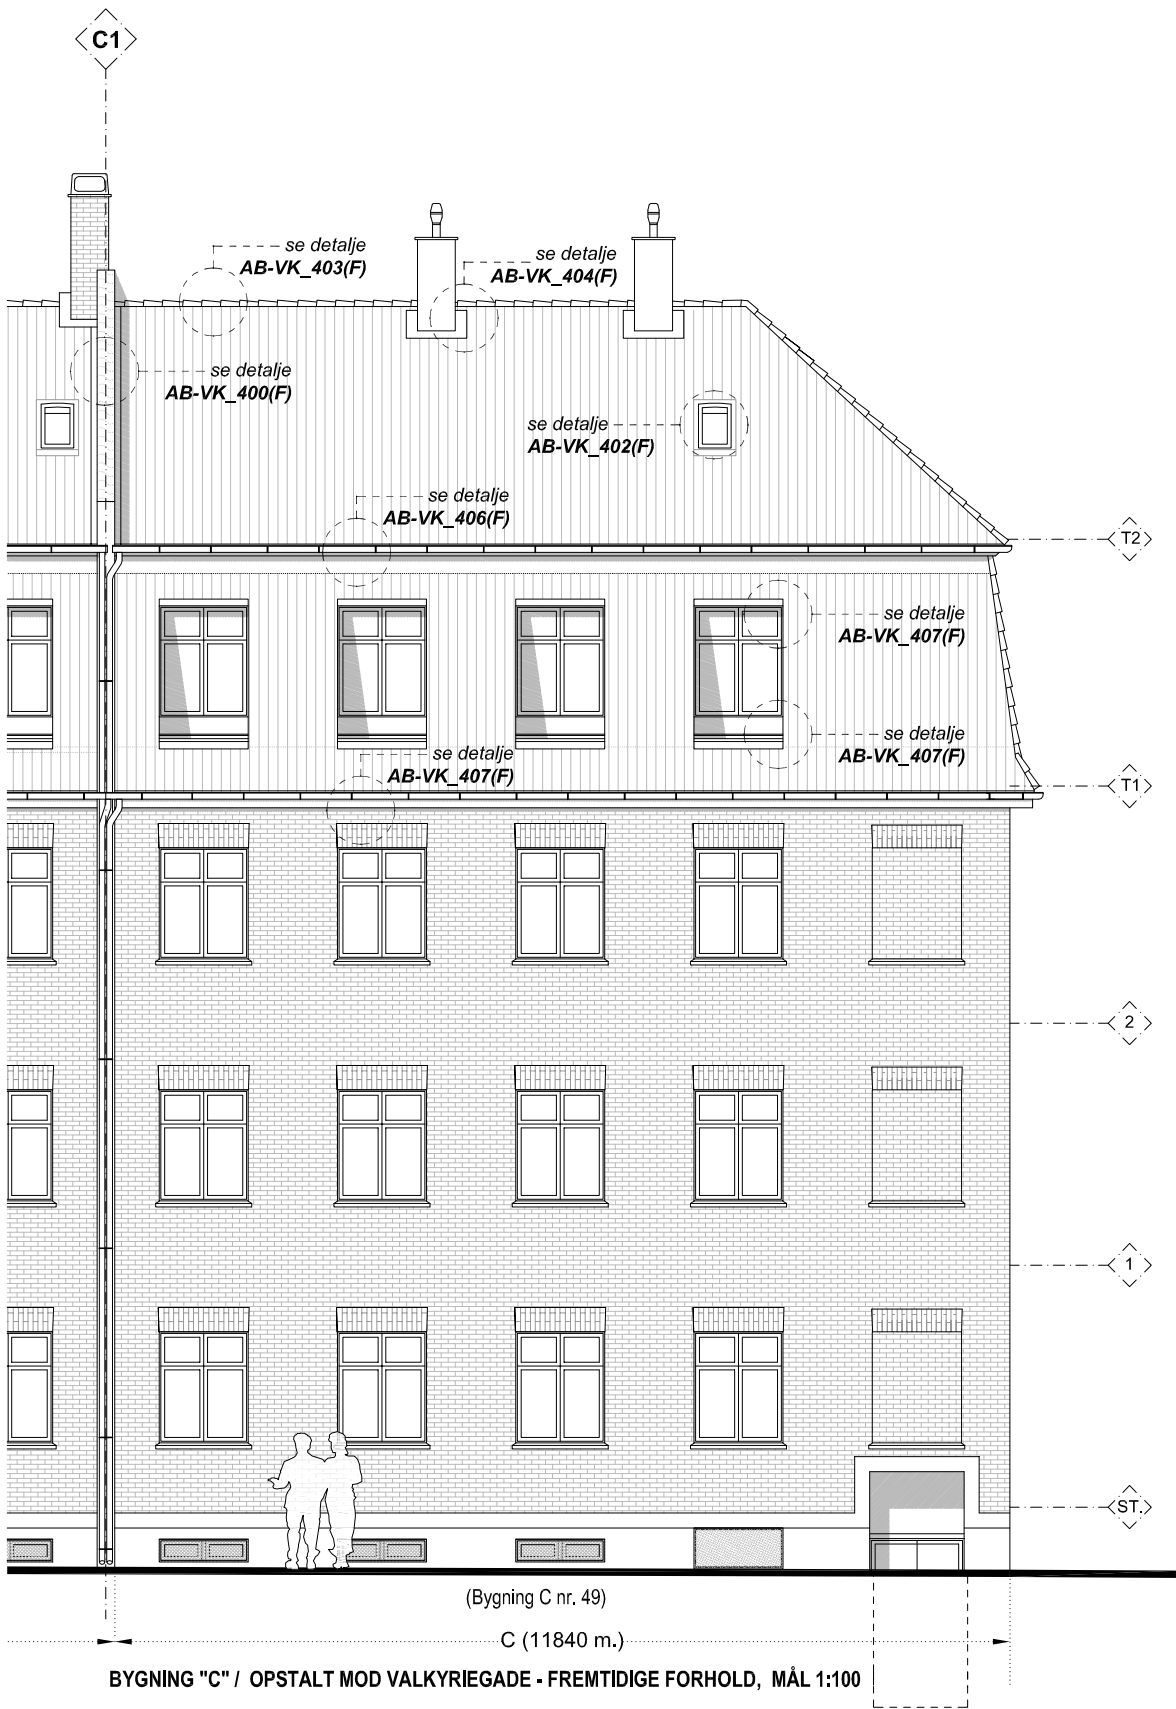 C1
se detalje
AB-VK_403(F)
se detalje
AB-VK_404(F)
se detalje
AB-VK_400(F)
se detalje
AB-VK_402(F)
se detalje
AB-VK_406(F)
T2
se detalje
AB-VK_407(F)
se detalje
AB-VK_407(F)
se detalje
AB-VK_407(F)
T1
2
1
ST.
(Bygning C nr. 49)
C (11840 m.)
BYGNING "C" / OPSTALT MOD VALKYRIEGADE - FREMTIDIGE FORHOLD, MÅL 1:100